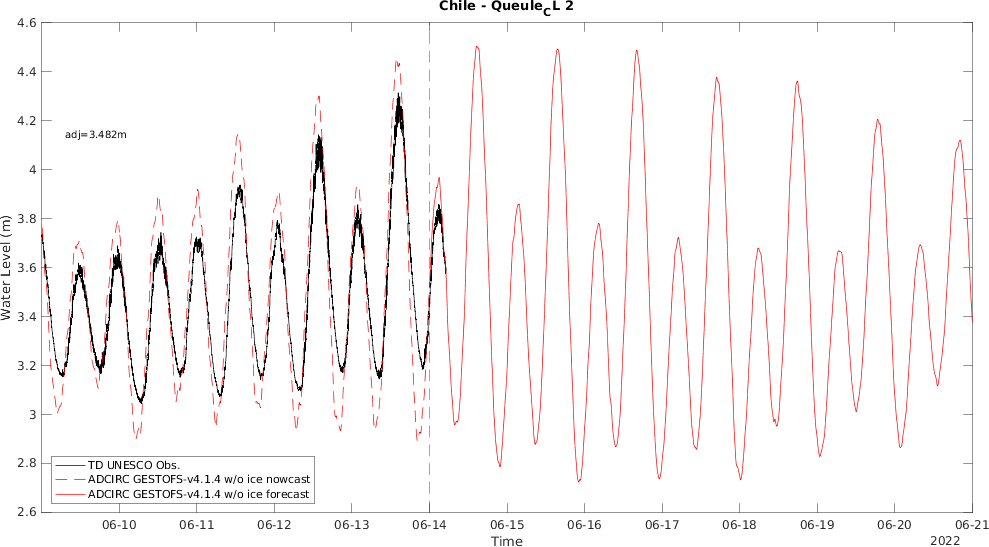 Chile - Queule_C L 2
4.6
4.4
4.2
4
3.8
3.6
3.4
3.2
3
2.8
2.6
Water Level (m)
adj=3.482m
TD UNESCO Obs.
ADCIRC GESTOFS-v4.1.4 w/o ice nowcast
ADCIRC GESTOFS-v4.1.4 w/o ice forecast
06-10 06-11 06-12 06-13 06-14 06-15 06-16 06-17 06-18 06-19 06-20 06-21
Time
2022